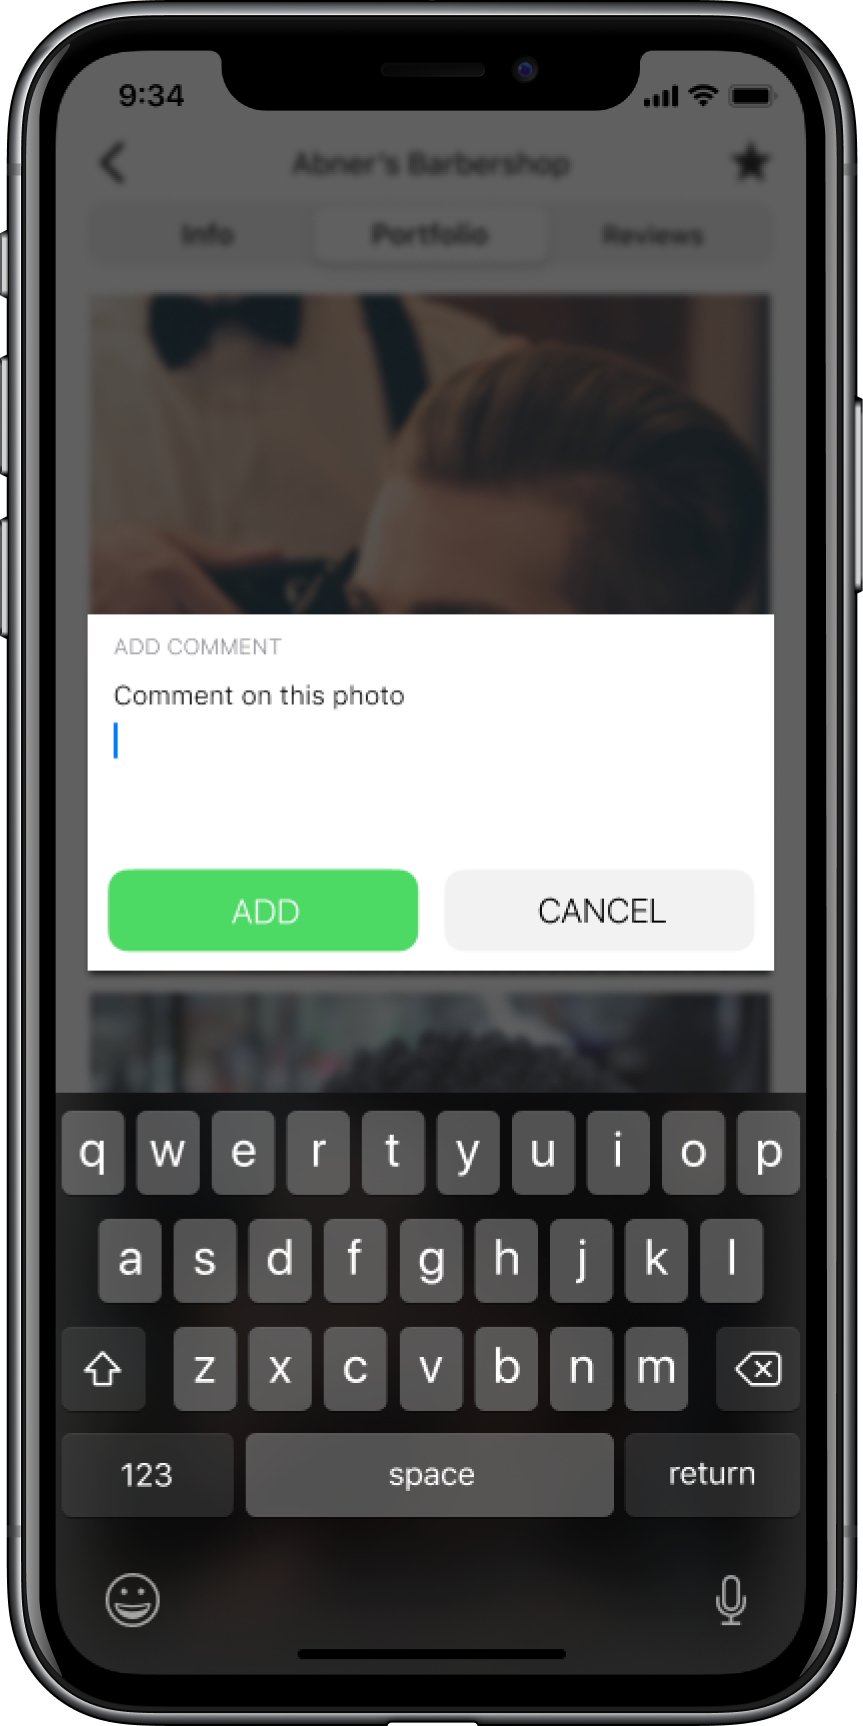 9:34
Abner's Barbershop
Info Portfolio Reviews
ADD COMMENT
Comment on this photo
ADD CANCEL
q w e r t y u i o p
a s d f g h j k l
z x c v b n m
123 space return